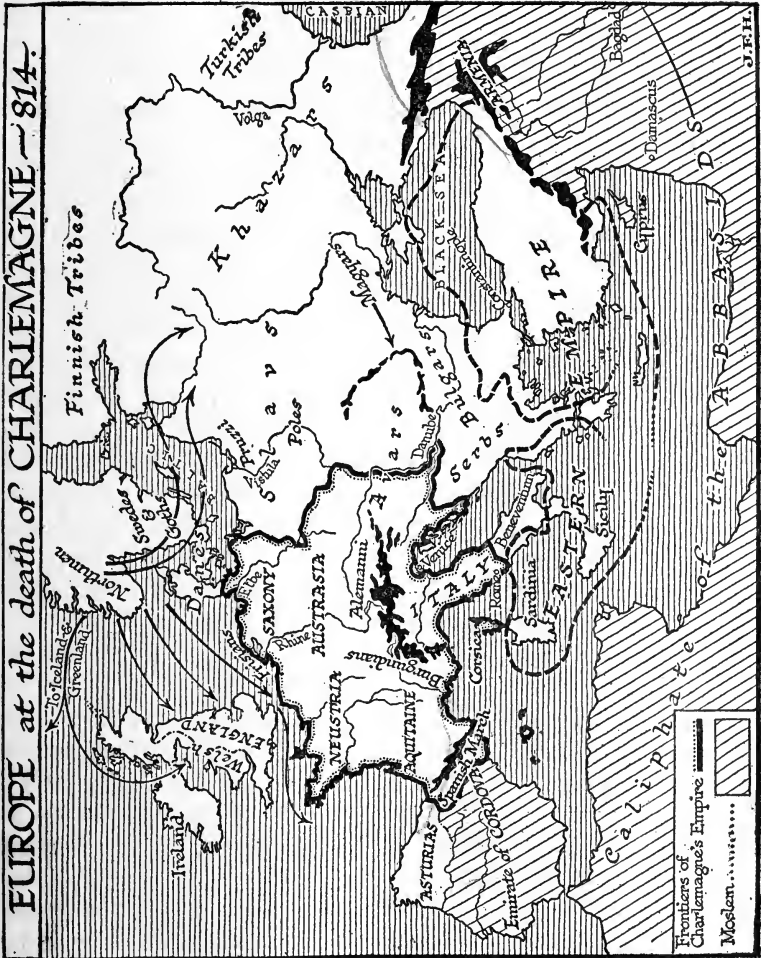 EUROPE at the death of CHARLEMAGNE~814.
To Iceland & Greenland
Northmen
Swedes & Goths
Finnish Tribes
Turkish Tribes
CASPIAN
Volga
Khazars
Danes
Pruzzi
Vistula
Poles
Slavs
Magyars
Ireland
Welsh
ENGLAND
Frisians
Elbe
SAXONY
Rhine
AUSTRASIA
NEUSTRIA
AQUITAINE
Alemanni
Burgundians
Avars
Danube
Bulgars
Serbs
BLACK SEA
Constantinople
ARMENIA
Bagdad
Damascus
ITALY
Rome
Beneventum
Corsica
Sardinia
Sicily
EASTERN EMPIRE
Cyprus
ASTURIAS
Spanish March
Emirate of CORDOVA
Caliphate of the ABBASIDS
Frontiers of
Charlemagne's Empire
Moslem
J.F.H.